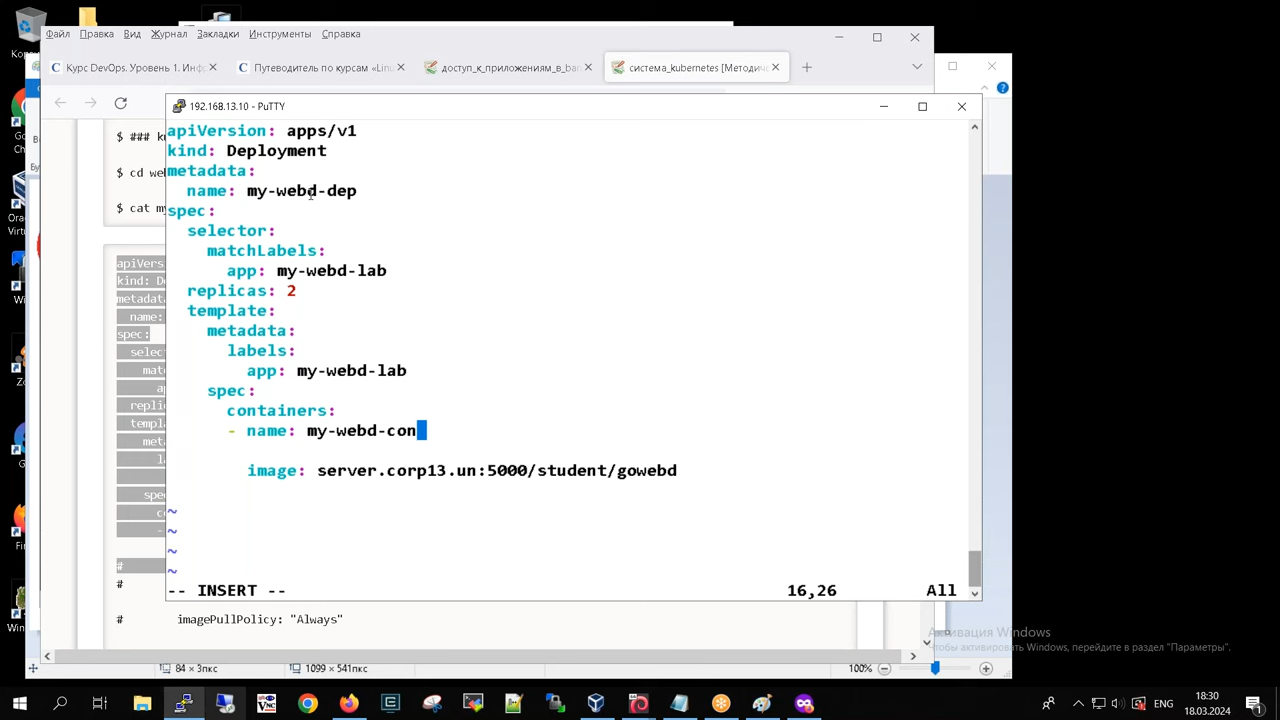 Файл Правка Вид Журнал Закладки Инструменты Справка
Курс DevOps. Уровень 1. Инфо
Путеводитель по курсам «Linu
система_kubernetes [Методичс
192.168.13.10 - PuTTY
$ ###
$ cd
$ cat
apiVersion: apps/v1
kind: Deployment
metadata:
name: my-webd-dep
spec:
selector:
matchLabels:
app: my-webd-lab
replicas: 2
template:
metadata:
labels:
app: my-webd-lab
spec:
containers:
- name: my-webd-con
image: server.corp13.un:5000/student/gowebd
~
~
~
~
-- INSERT --
16,26
All
name:
spec:
#
#
# imagePullPolicy: "Always"
Активация Windows
Чтобы активировать Windows, перейдите в раздел "Параметры".
84 × 3пкс
1099 × 541пкс
100%
ENG
18:30
18.03.2024